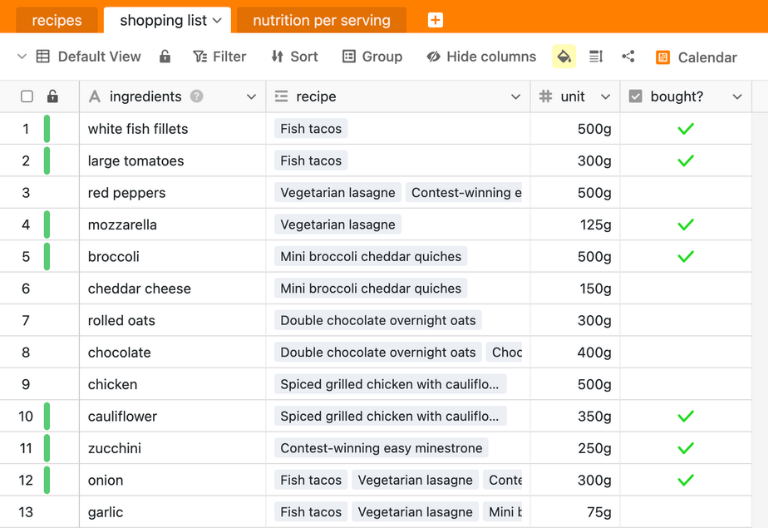 recipes shopping list nutrition per serving
Default View Filter Sort Group Hide columns Calendar
ingredients recipe unit bought?
1 white fish fillets Fish tacos 500g
2 large tomatoes Fish tacos 300g
3 red peppers Vegetarian lasagne Contest-winning e 500g
4 mozzarella Vegetarian lasagne 125g
5 broccoli Mini broccoli cheddar quiches 500g
6 cheddar cheese Mini broccoli cheddar quiches 150g
7 rolled oats Double chocolate overnight oats 300g
8 chocolate Double chocolate overnight oats Choc 400g
9 chicken Spiced grilled chicken with cauliflo... 500g
10 cauliflower Spiced grilled chicken with cauliflo... 350g
11 zucchini Contest-winning easy minestrone 250g
12 onion Fish tacos Vegetarian lasagne Conte 300g
13 garlic Fish tacos Vegetarian lasagne Mini b 75g